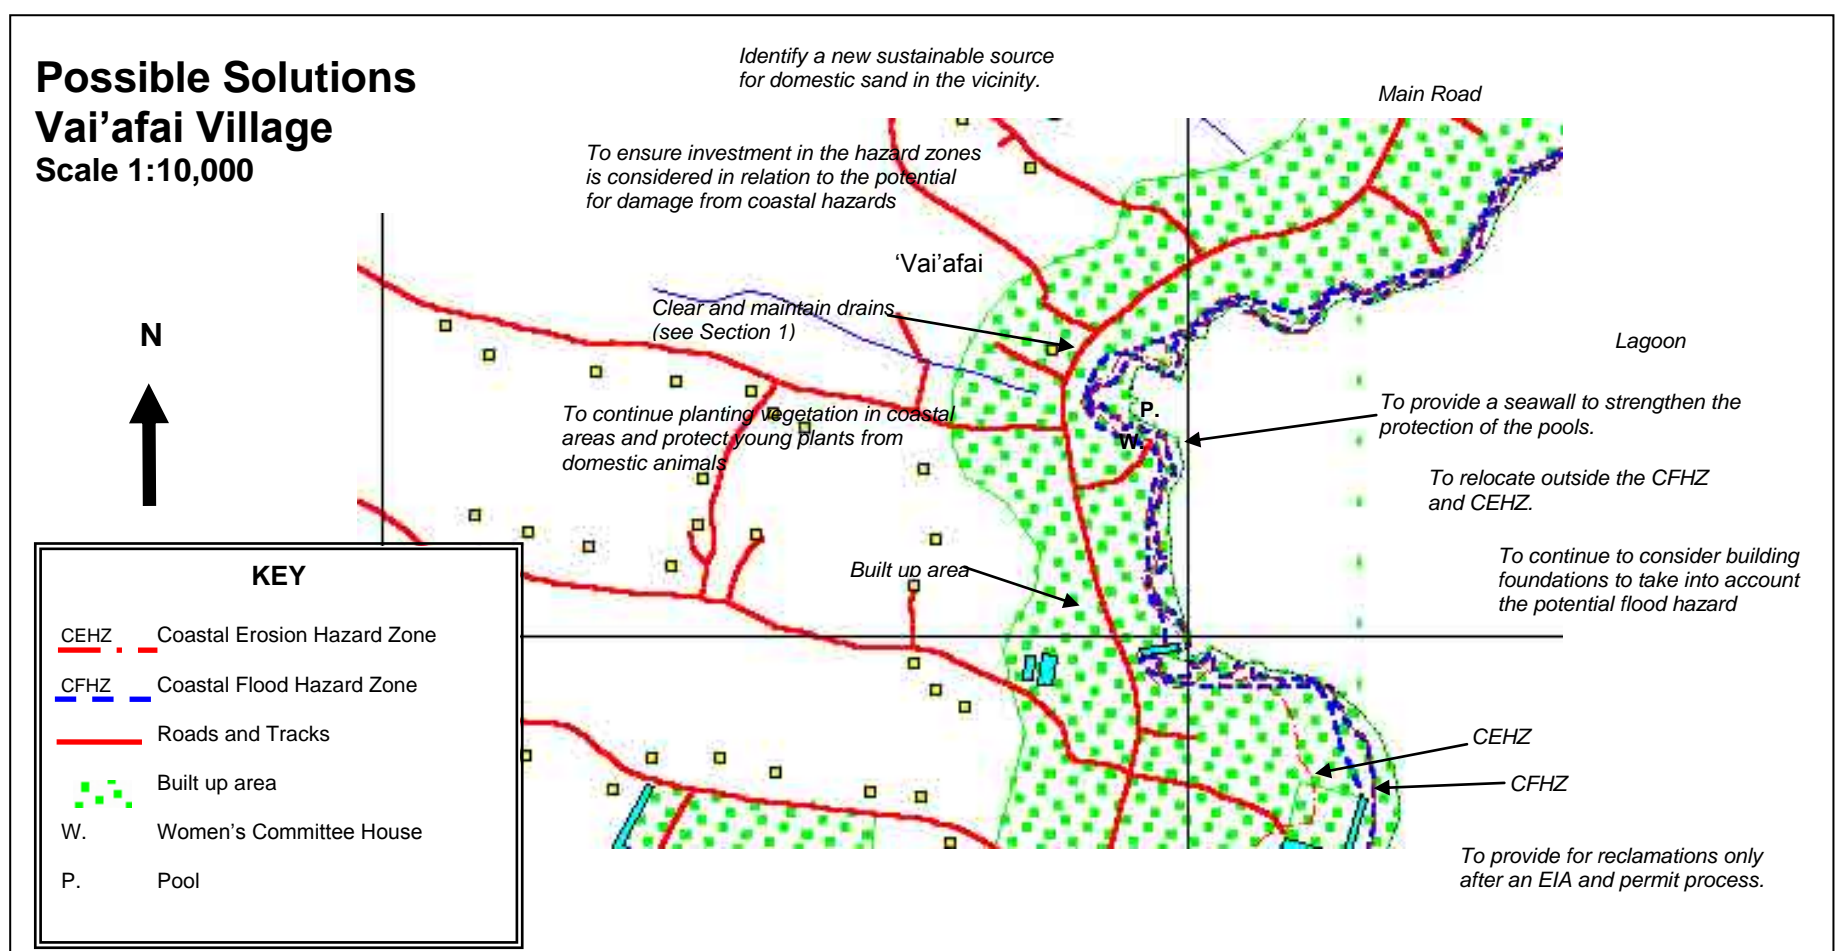 Possible Solutions
Vai'afai Village
Scale 1:10,000
Identify a new sustainable source
for domestic sand in the vicinity.
Main Road
To ensure investment in the hazard zones
is considered in relation to the potential
for damage from coastal hazards
‘Vai'afai
Clear and maintain drains
(see Section 1)
N
Lagoon
To continue planting vegetation in coastal
areas and protect young plants from
domestic animals
P.
W.
To provide a seawall to strengthen the
protection of the pools.
To relocate outside the CFHZ
and CEHZ.
To continue to consider building
foundations to take into account
the potential flood hazard
Built up area
KEY
CEHZ Coastal Erosion Hazard Zone
CFHZ Coastal Flood Hazard Zone
Roads and Tracks
Built up area
W. Women's Committee House
P. Pool
CEHZ
CFHZ
To provide for reclamations only
after an EIA and permit process.